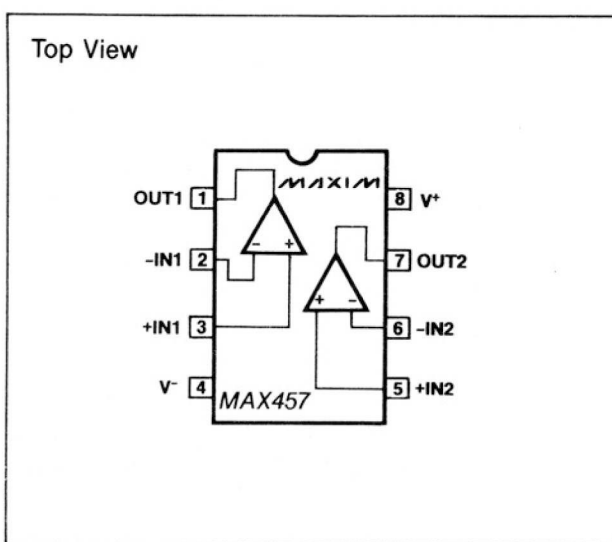 Top View
MAXIM
OUT1 1
8 V+
-IN1 2
- +
7 OUT2
+ -
+IN1 3
6 -IN2
V- 4
MAX457
5 +IN2